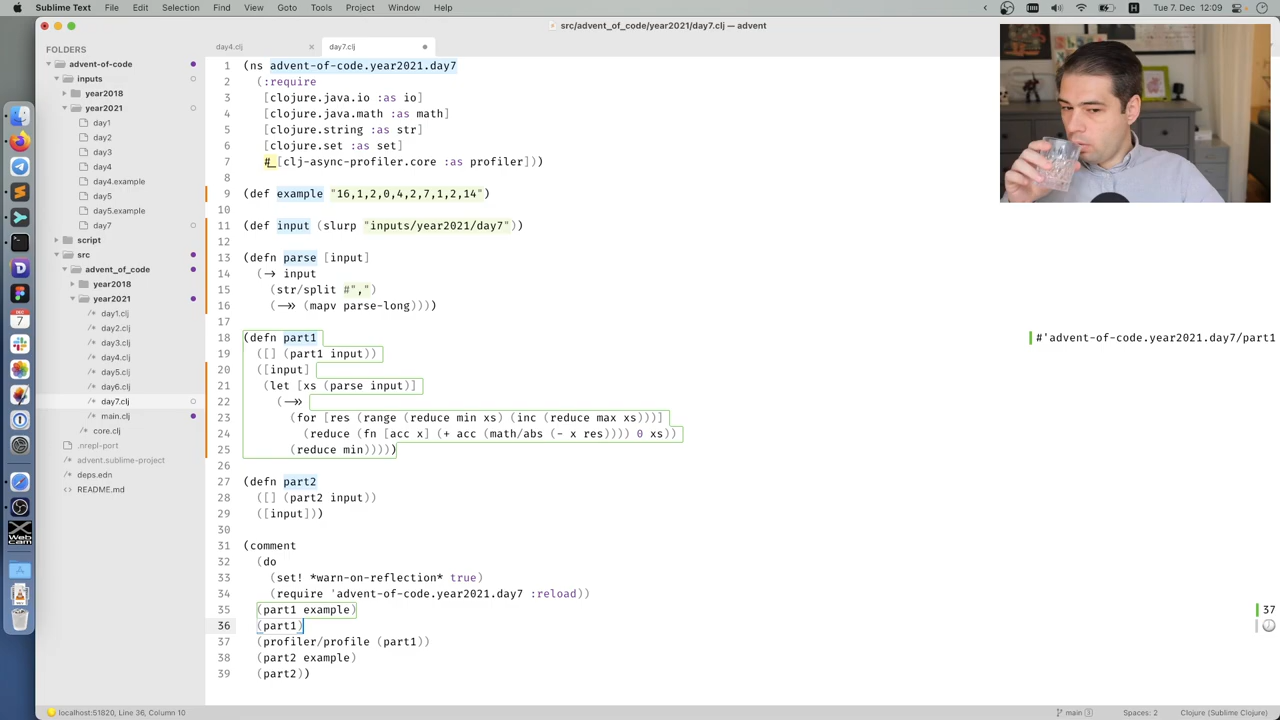 Sublime Text File Edit Selection Find View Goto Tools Project Window Help
Tue 7. Dec 12:09
src/advent_of_code/year2021/day7.clj — advent
FOLDERS
advent-of-code
inputs
year2018
year2021
day1
day2
day3
day4
day4.example
day5
day5.example
day7
script
src
advent_of_code
year2018
year2021
day1.clj
day2.clj
day3.clj
day4.clj
day5.clj
day6.clj
day7.clj
main.clj
core.clj
.nrepl-port
advent.sublime-project
deps.edn
README.md
day4.clj
day7.clj
1 (ns advent-of-code.year2021.day7
2 (:require
3 [clojure.java.io :as io]
4 [clojure.java.math :as math]
5 [clojure.string :as str]
6 [clojure.set :as set]
7 #_[clj-async-profiler.core :as profiler]))
8
9 (def example "16,1,2,0,4,2,7,1,2,14")
10
11 (def input (slurp "inputs/year2021/day7"))
12
13 (defn parse [input]
14 (-> input
15 (str/split #",")
16 (->> (mapv parse-long))))
17
18 (defn part1
19 ([] (part1 input))
20 ([input]
21 (let [xs (parse input)]
22 (->>
23 (for [res (range (reduce min xs) (inc (reduce max xs)))]
24 (reduce (fn [acc x] (+ acc (math/abs (- x res)))) 0 xs))
25 (reduce min)))))
26
27 (defn part2
28 ([] (part2 input))
29 ([input]))
30
31 (comment
32 (do
33 (set! *warn-on-reflection* true)
34 (require 'advent-of-code.year2021.day7 :reload))
35 (part1 example)
36 (part1)
37 (profiler/profile (part1))
38 (part2 example)
39 (part2))
#'advent-of-code.year2021.day7/part1
37
DEC
7
Web
Cam
localhost:51820, Line 36, Column 10
main 3
Spaces: 2
Clojure (Sublime Clojure)